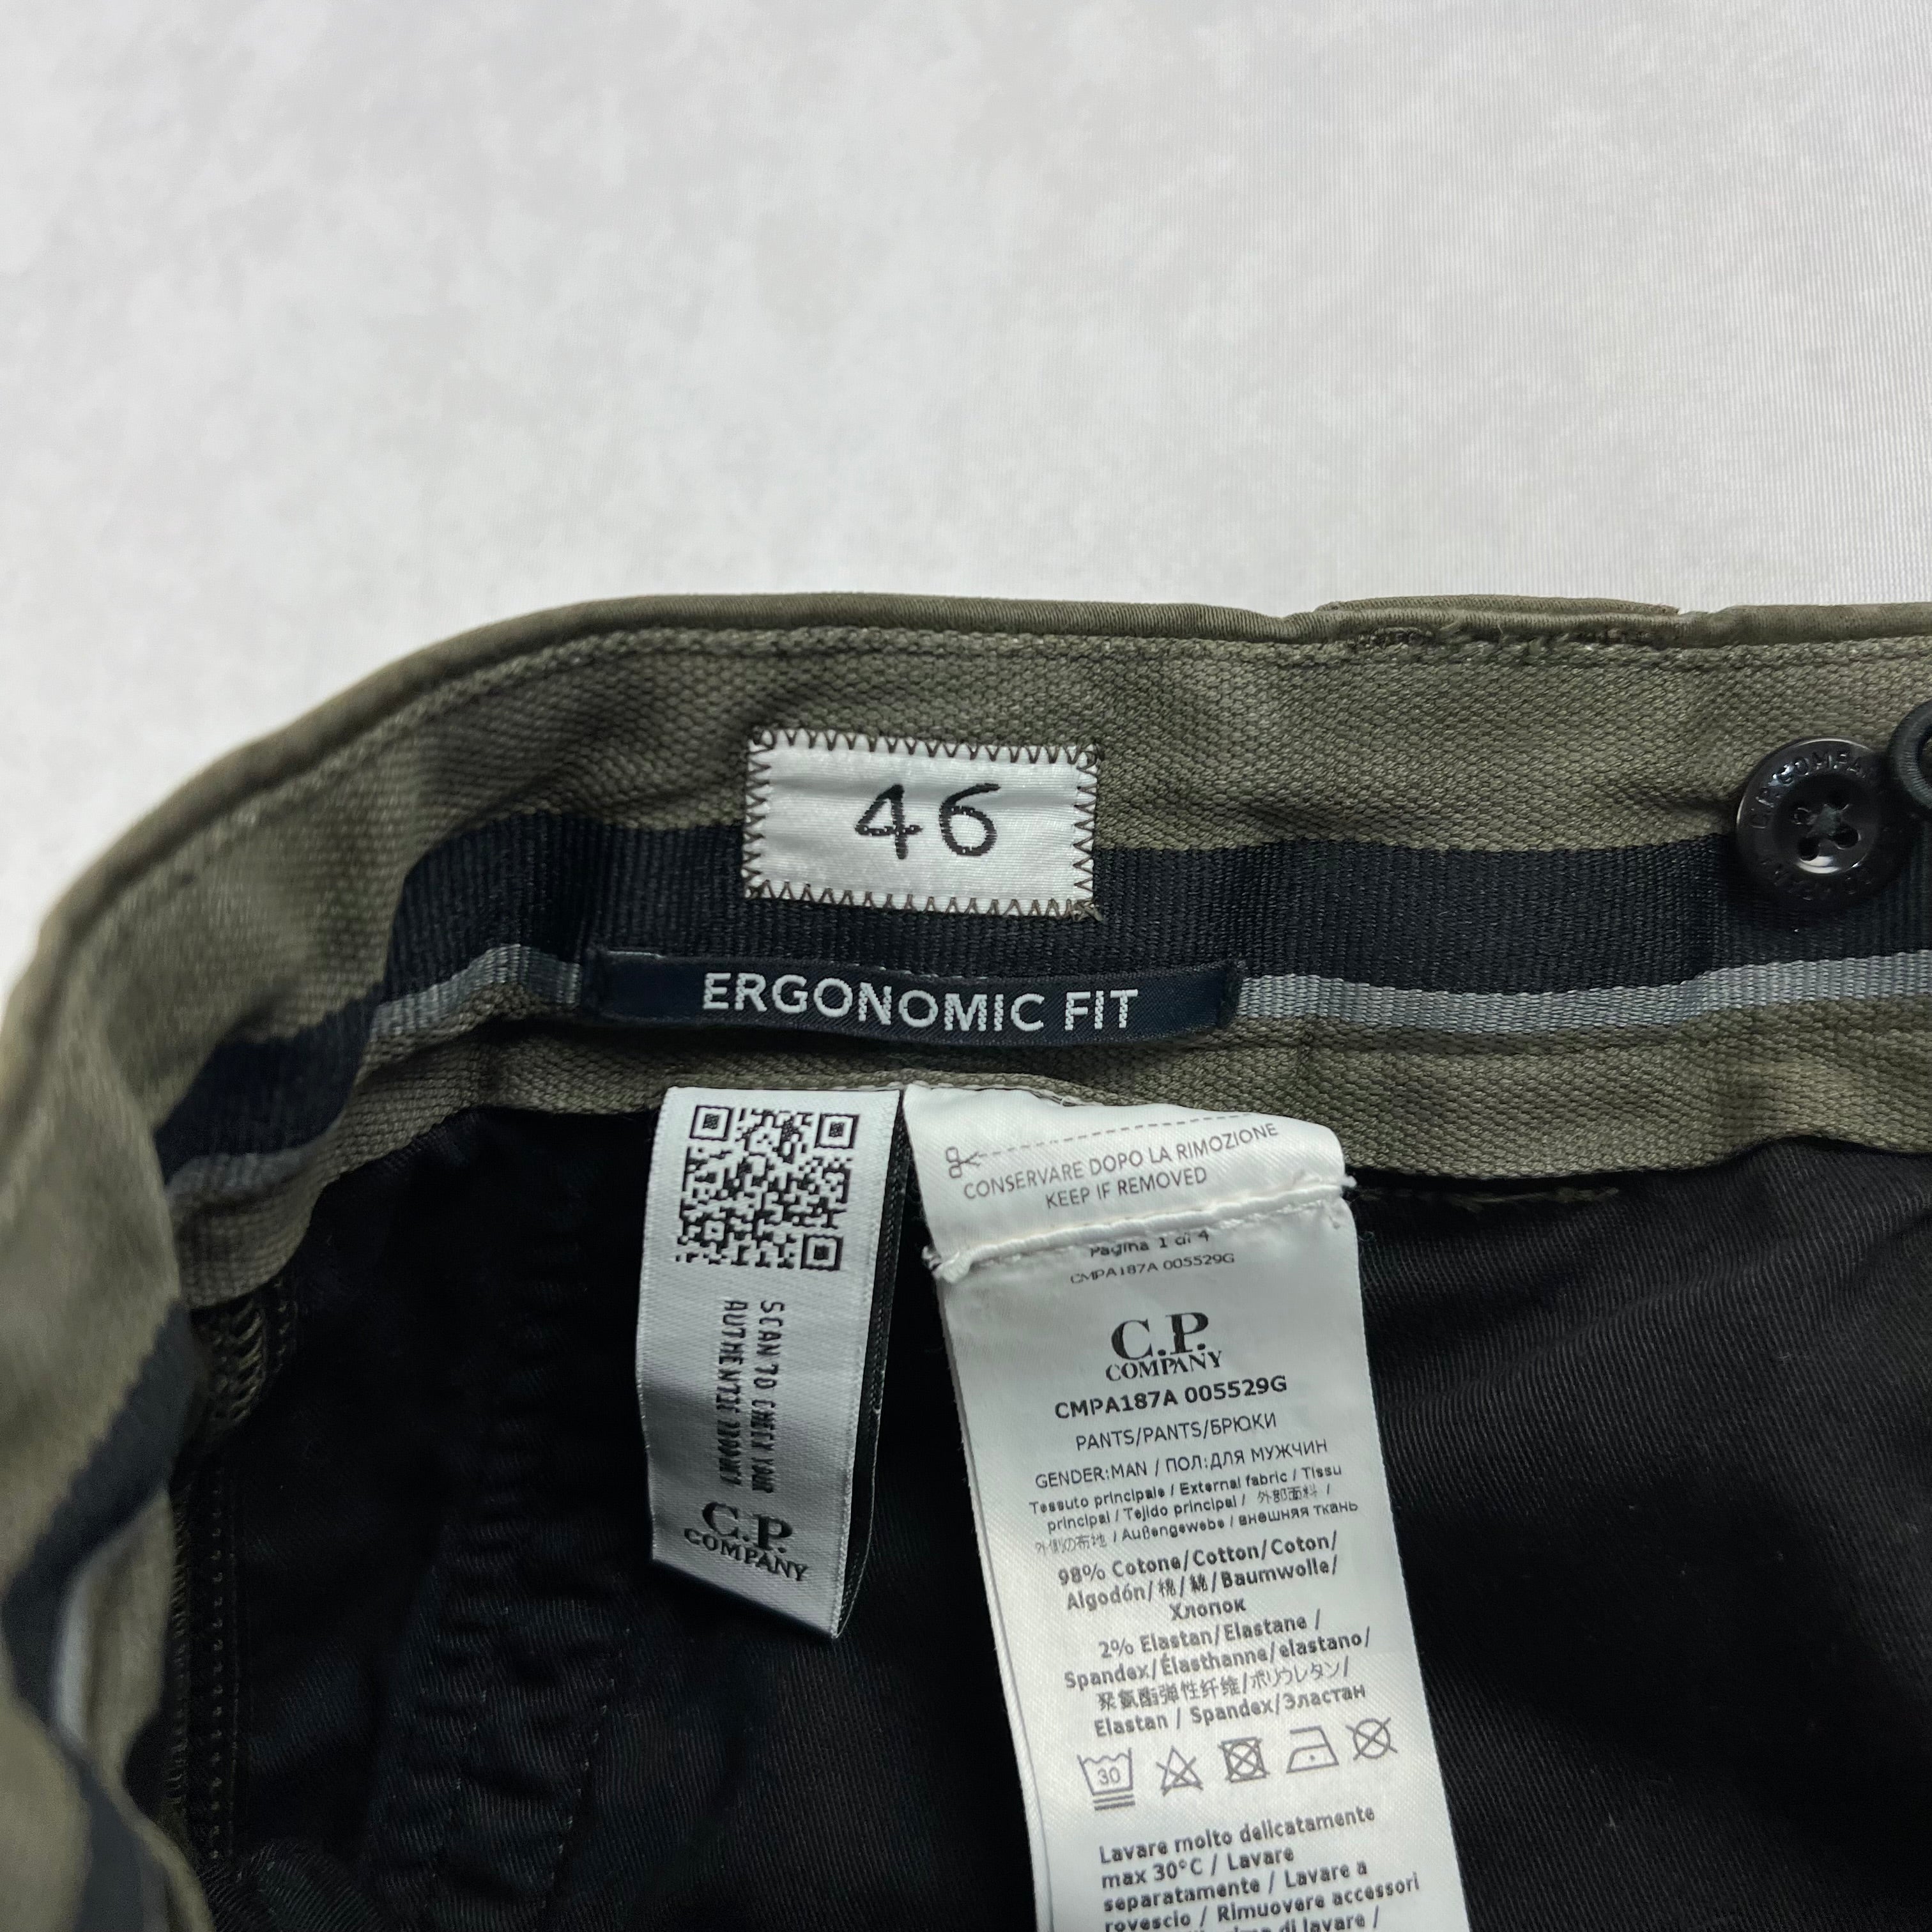 46
ERGONOMIC FIT
SCAN TO CHECK YOUR
AUTHENTIC PRODUCT
C.P.
COMPANY
CONSERVARE DOPO LA RIMOZIONE
KEEP IF REMOVED
Pagina 1 di 4
CMPA187A 005529G
C.P.
COMPANY
CMPA187A 005529G
PANTS/PANTS/БРЮКИ
GENDER:MAN / ПОЛ:ДЛЯ МУЖЧИН
Tessuto principale / External fabric / Tissu
principal / Tejido principal / 外部面料 /
外側の布地 / Außengewebe / внешняя ткань
98% Cotone/Cotton/Coton/
Algodón/棉/綿/Baumwolle/
Хлопок
2% Elastan/Elastane /
Spandex/Élasthanne/elastano/
聚氨酯弹性纤维/ポリウレタン/
Elastan / Spandex/Эластан
30
Lavare molto delicatamente
max 30°C / Lavare
separatamente / Lavare a
rovescio / Rimuovere accessori
prima di lavare /